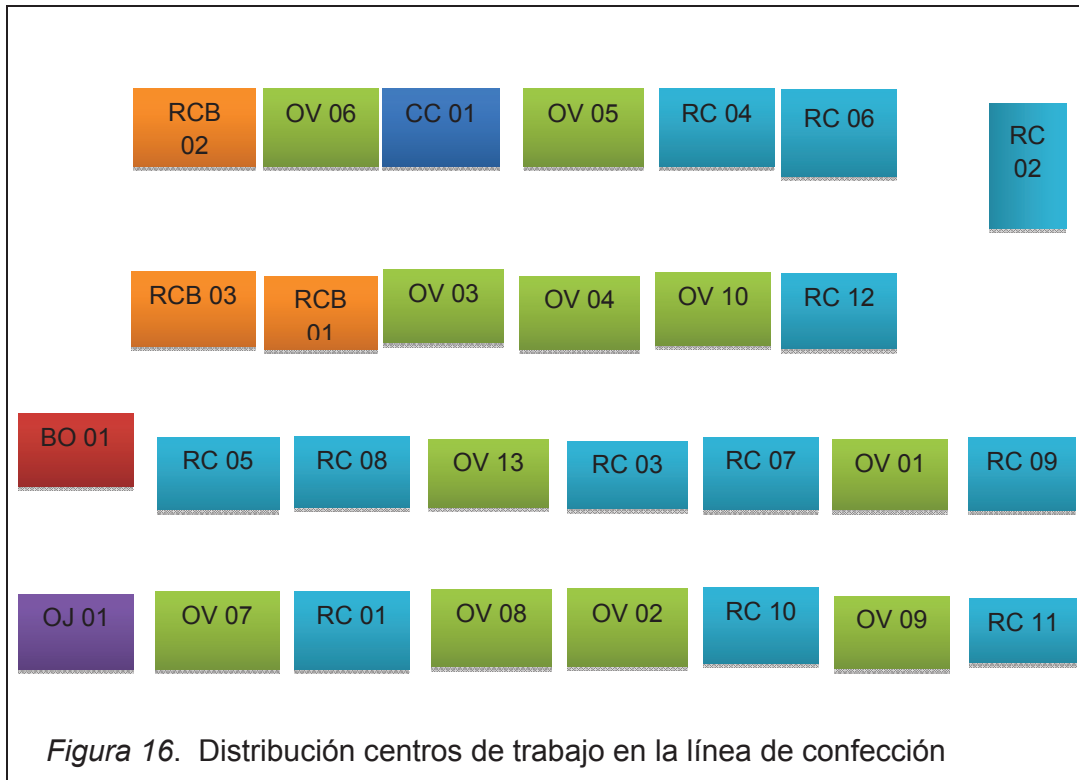 RCB
02
OV 06
CC 01
OV 05
RC 04
RC 06
RC
02
RCB 03
RCB
01
OV 03
OV 04
OV 10
RC 12
BO 01
RC 05
RC 08
OV 13
RC 03
RC 07
OV 01
RC 09
OJ 01
OV 07
RC 01
OV 08
OV 02
RC 10
OV 09
RC 11
Figura 16. Distribución centros de trabajo en la línea de confección